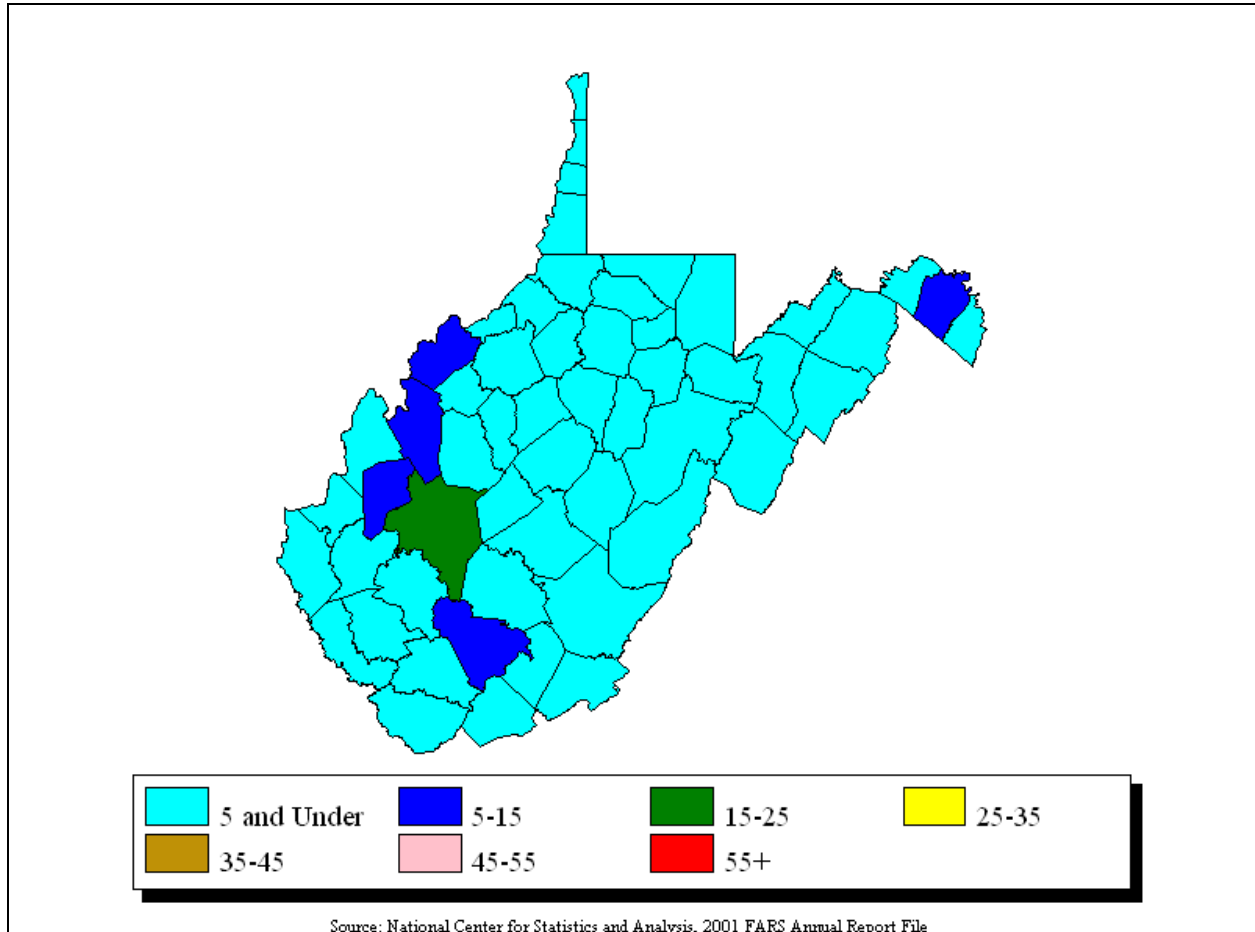 5 and Under 5-15 15-25 25-35
35-45 45-55 55+
Source: National Center for Statistics and Analysis, 2001 FARS Annual Report File